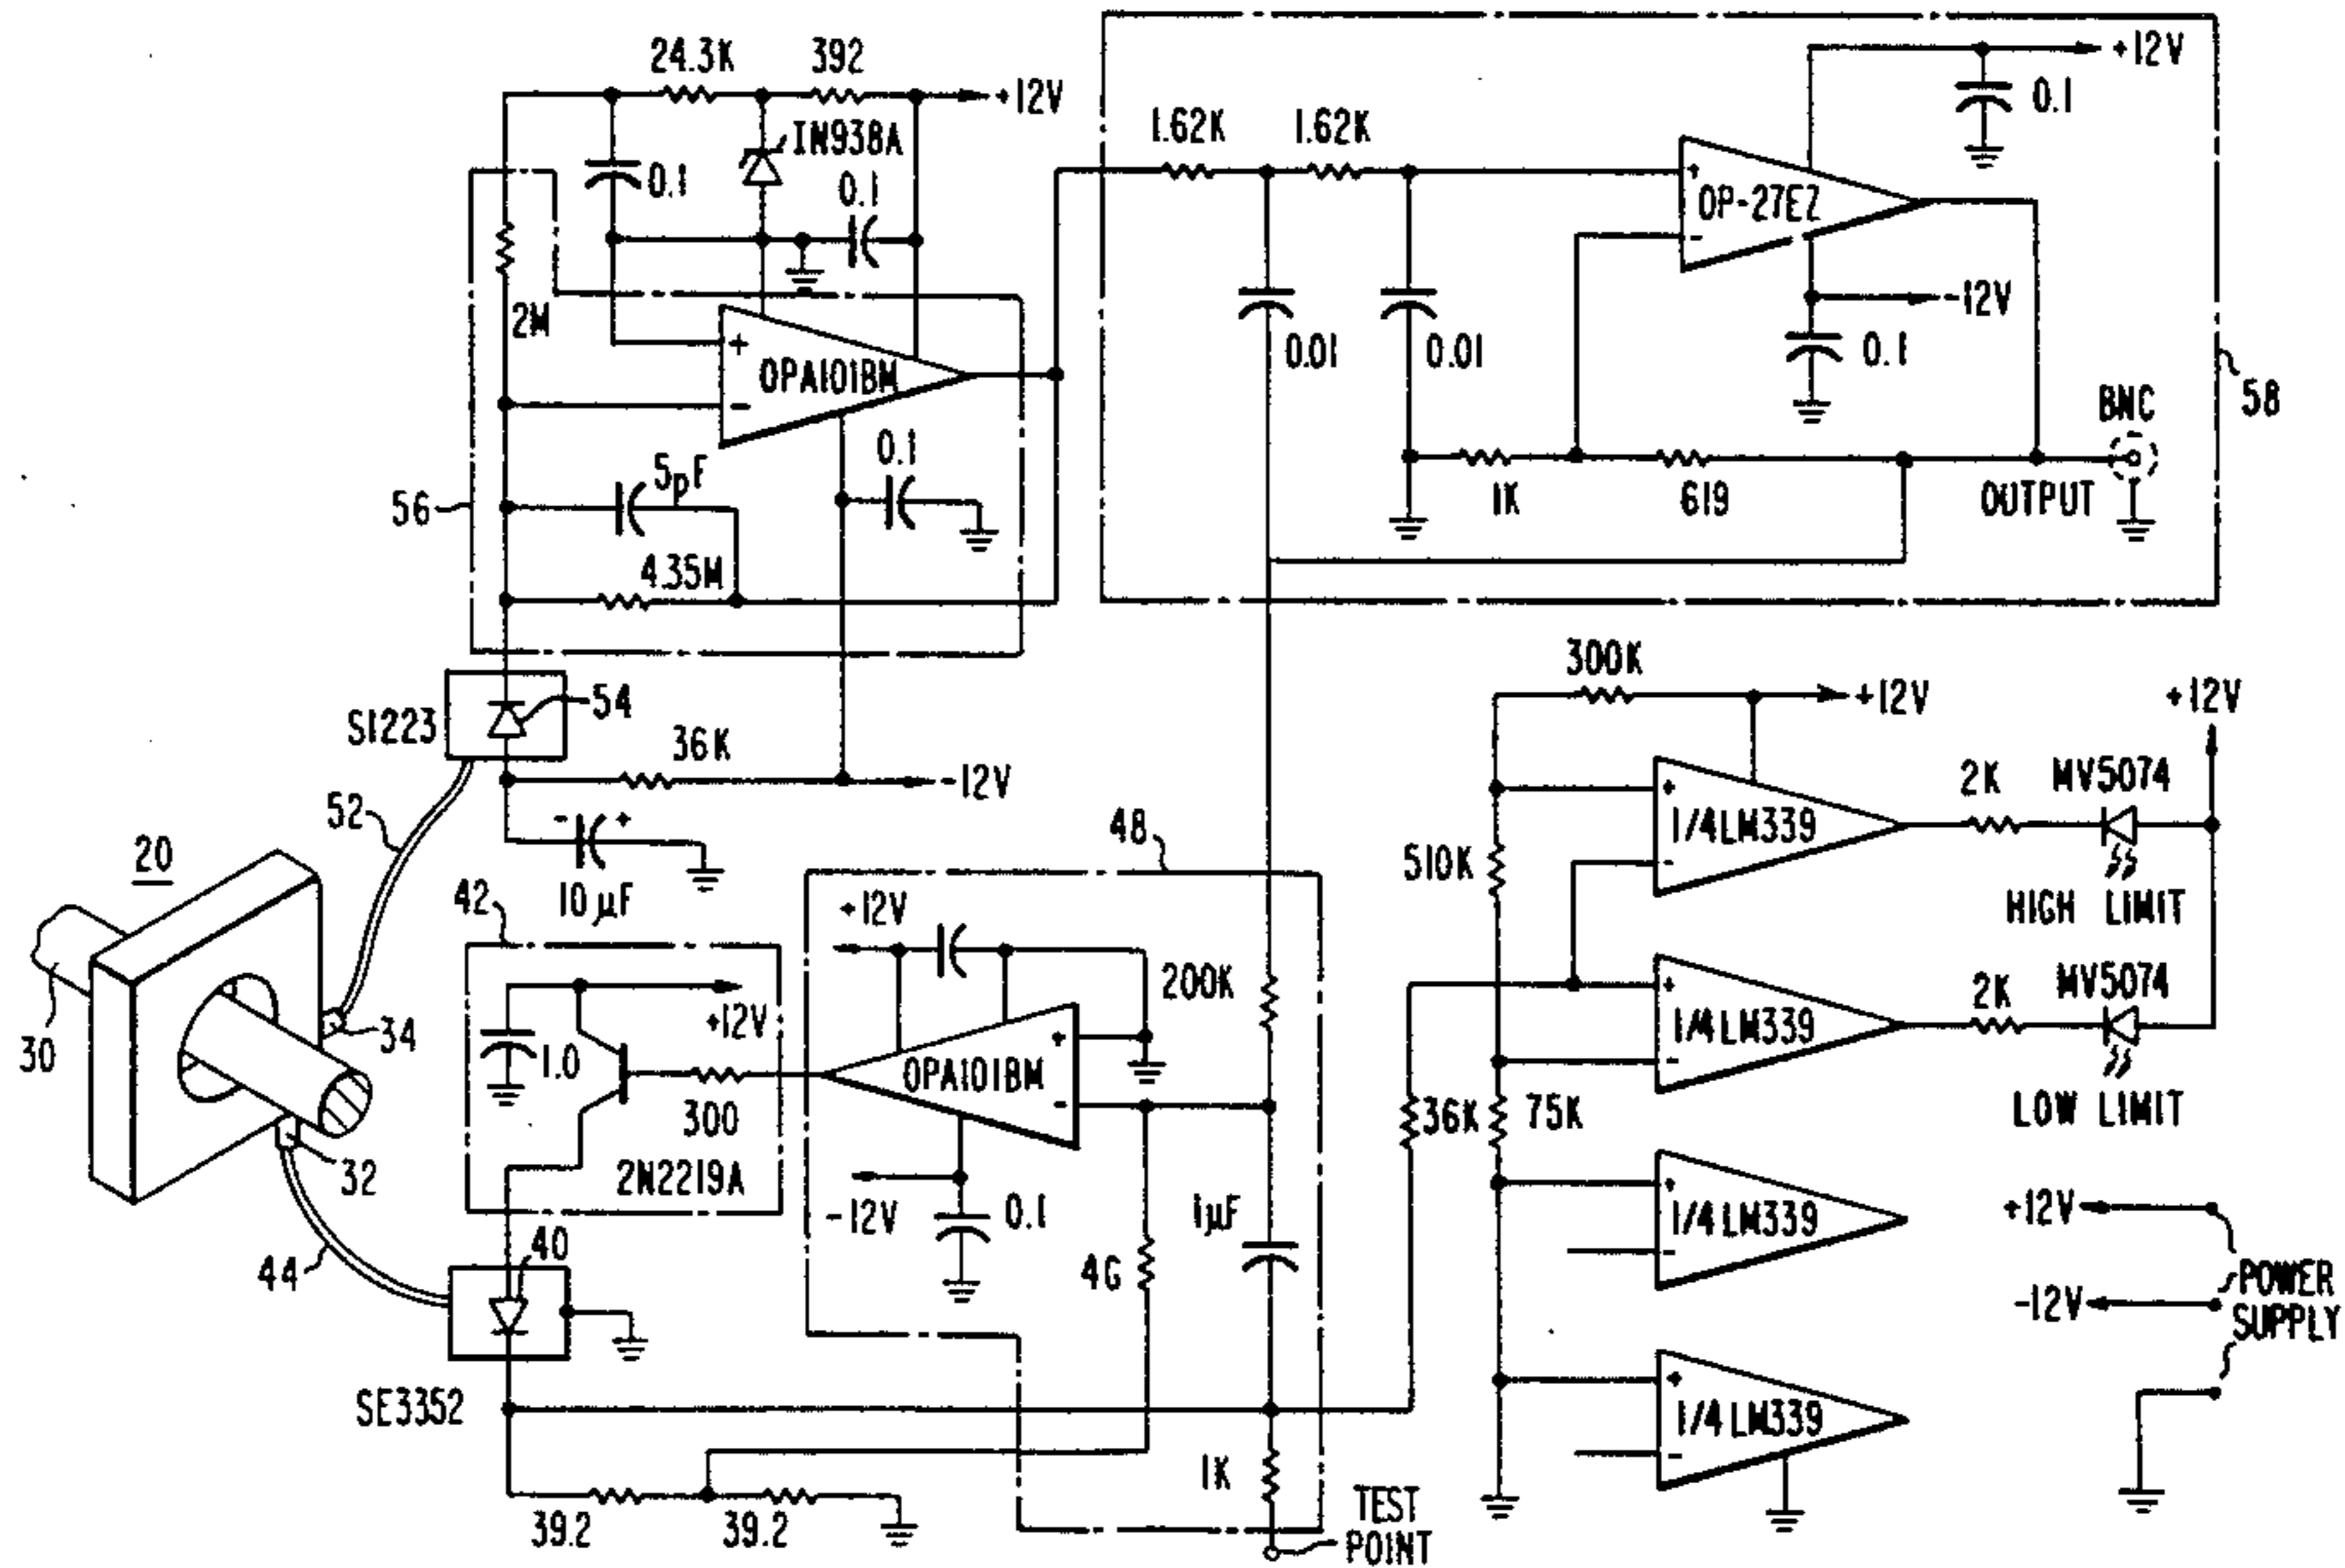 24.3K
392
+12V
IN938A
0.1
0.1
2M
+
OPA101BM
-
5pF
0.1
4.35M
56
S1223
54
36K
-12V
52
- +
10 µF
20
30
34
32
44
1.62K
1.62K
+12V
0.1
+
OP-27EZ
-
-12V
0.1
0.01
0.01
58
BNC
1K
619
OUTPUT
42
+12V
1.0
300
2N2219A
40
SE3352
39.2
39.2
48
+12V
200K
+
OPA101BM
-
-12V
0.1
1µF
4G
1K
TEST
POINT
300K
+12V
+12V
+
1/4LM339
-
2K
MV5074
HIGH LIMIT
510K
+
1/4LM339
-
2K
MV5074
LOW LIMIT
36K
75K
+
1/4LM339
-
+12V
-12V
POWER
SUPPLY
+
1/4LM339
-